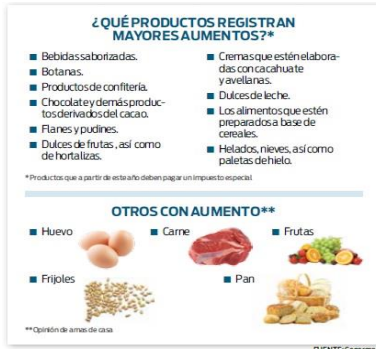 ¿QUÉ PRODUCTOS REGISTRAN
MAYORES AUMENTOS?*
■ Bebidas saborizadas.
■ Botanas.
■ Productos de confitería.
■ Chocolate y demás produc-
tos derivados del cacao.
■ Flanes y pudines.
■ Dulces de frutas, así como
de hortalizas.
■ Cremas que estén elabora-
das con cacahuate
y avellanas.
■ Dulces de leche.
■ Los alimentos que estén
preparados a base de
cereales.
■ Helados, nieves, así como
paletas de hielo.
*Productos que a partir de este año deben pagar un impuesto especial
OTROS CON AUMENTO**
■ Huevo
■ Carne
■ Frutas
■ Frijoles
■ Pan
**Opinión de amas de casa